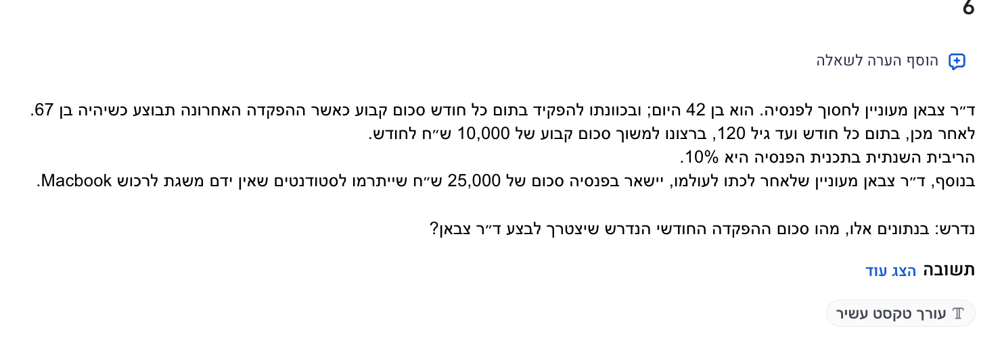 6
הוסף הערה לשאלה
ד״ר צבאן מעוניין לחסוך לפנסיה. הוא בן 42 היום; ובכוונתו להפקיד בתום כל חודש סכום קבוע כאשר ההפקדה האחרונה תבוצע כשיהיה בן 67.
לאחר מכן, בתום כל חודש ועד גיל 120, ברצונו למשוך סכום קבוע של 10,000 ש״ח לחודש.
הריבית השנתית בתכנית הפנסיה היא 10%.
בנוסף, ד״ר צבאן מעוניין שלאחר לכתו לעולמו, יישאר בפנסיה סכום של 25,000 ש״ח שייתרמו לסטודנטים שאין ידם משגת לרכוש Macbook.
נדרש: בנתונים אלו, מהו סכום ההפקדה החודשי הנדרש שיצטרך לבצע ד״ר צבאן?
תשובה הצג עוד
עורך טקסט עשיר